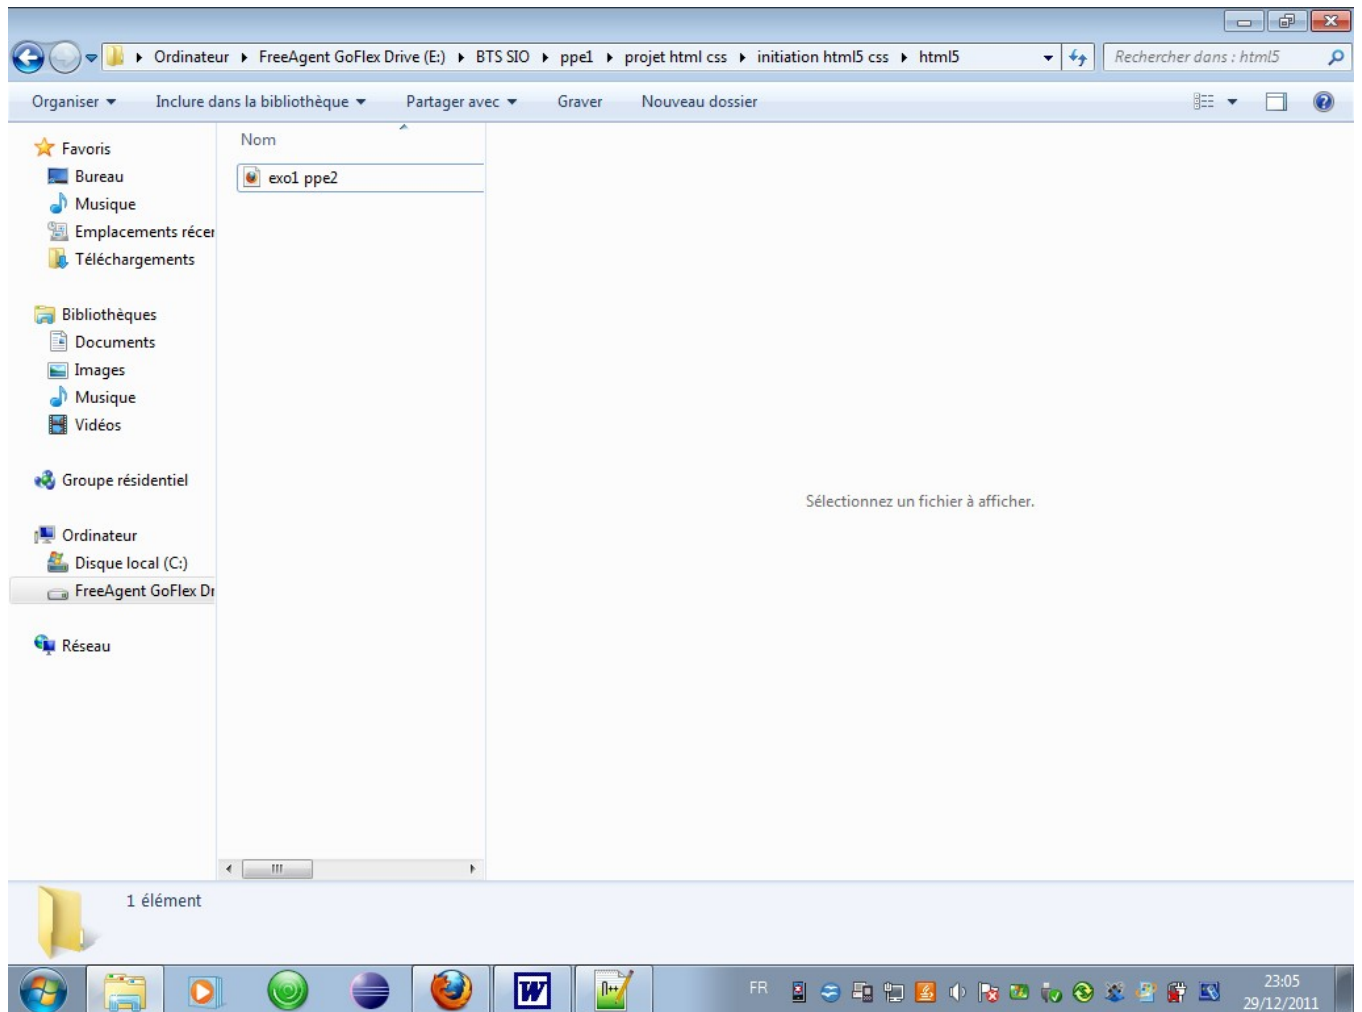 Ordinateur FreeAgent GoFlex Drive (E:) BTS SIO ppe1 projet html css initiation html5 css html5
Rechercher dans : html5
Organiser Inclure dans la bibliothèque Partager avec Graver Nouveau dossier
Favoris
Bureau
Musique
Emplacements récen
Téléchargements
Bibliothèques
Documents
Images
Musique
Vidéos
Groupe résidentiel
Ordinateur
Disque local (C:)
FreeAgent GoFlex Dr
Réseau
Nom
exo1 ppe2
Sélectionnez un fichier à afficher.
1 élément
W
n++
FR
23:05
29/12/2011